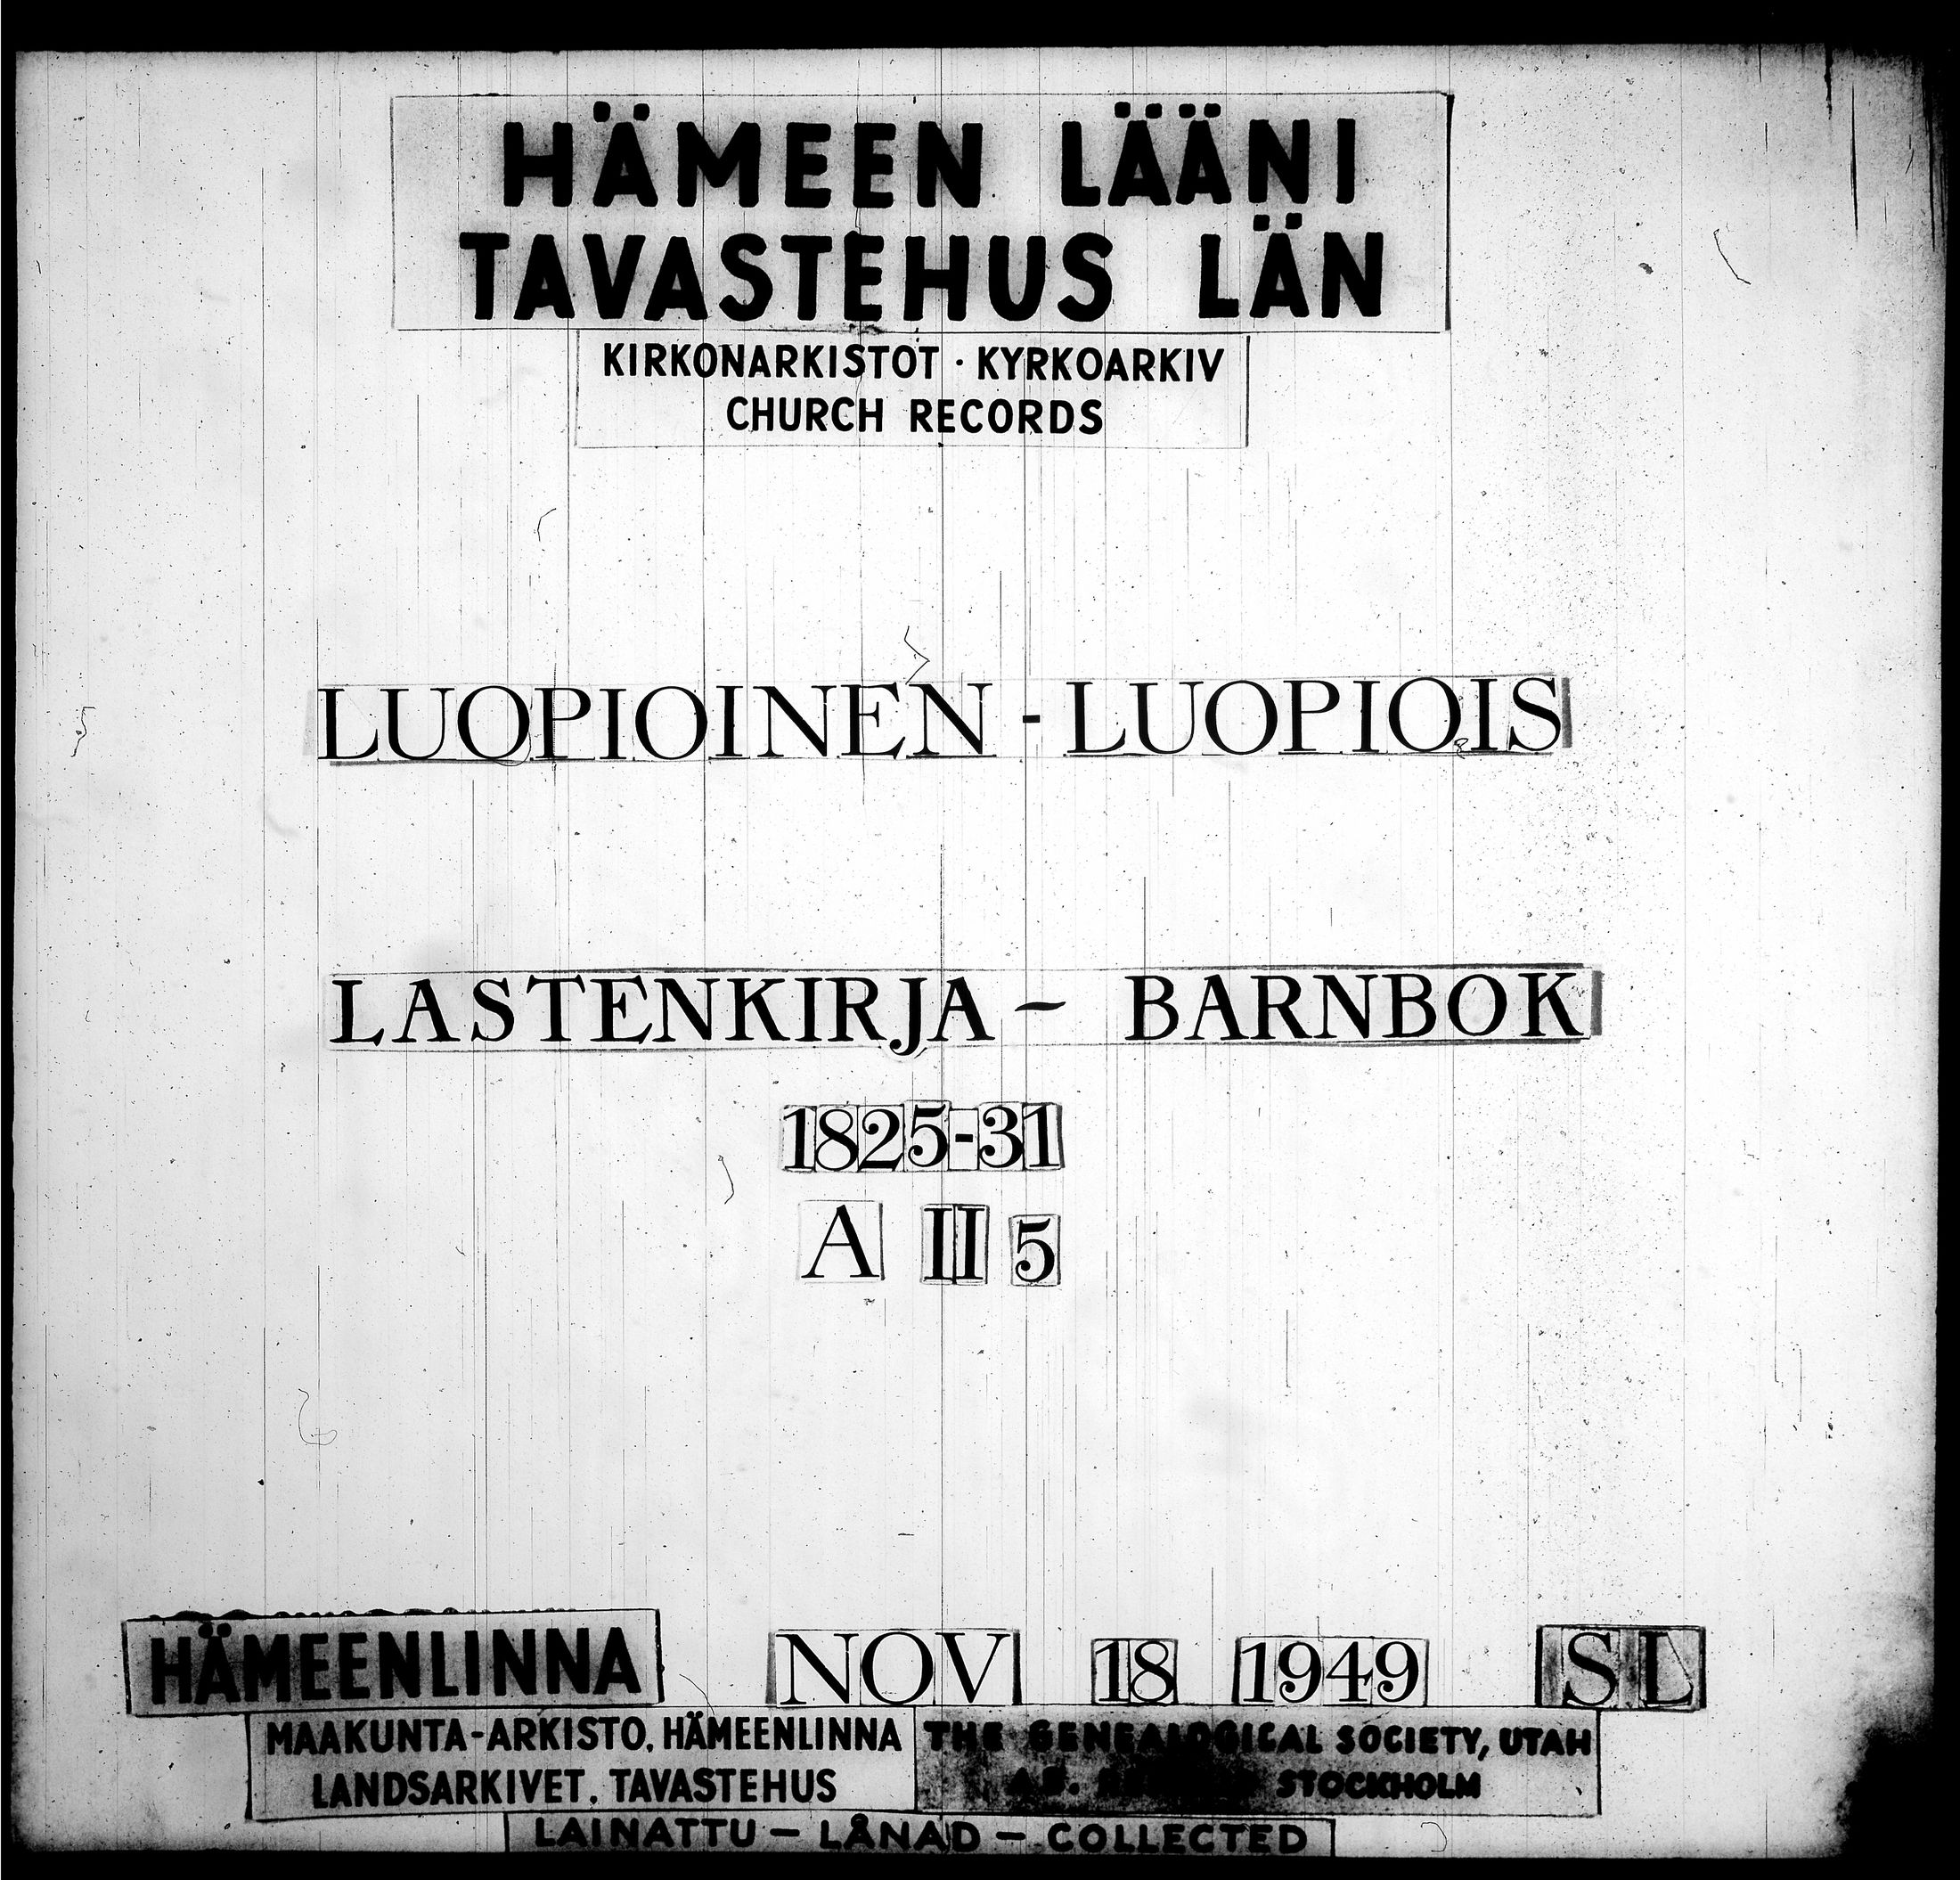 HÄMEEN LÄÄNI
TAVASTEHUS LÄN
KIRKONARKISTOT · KYRKOARKIV
CHURCH RECORDS
LUOPIOINEN - LUOPIOIS
LASTENKIRJA - BARNBOK
1825-31
A II 5
HÄMEENLINNA NOV 18 1949 SL
MAAKUNTA-ARKISTO, HÄMEENLINNA
LANDSARKIVET, TAVASTEHUS
THE GENEALOGICAL SOCIETY, UTAH
STOCKHOLM
LAINATTU - LÅNAD - COLLECTED